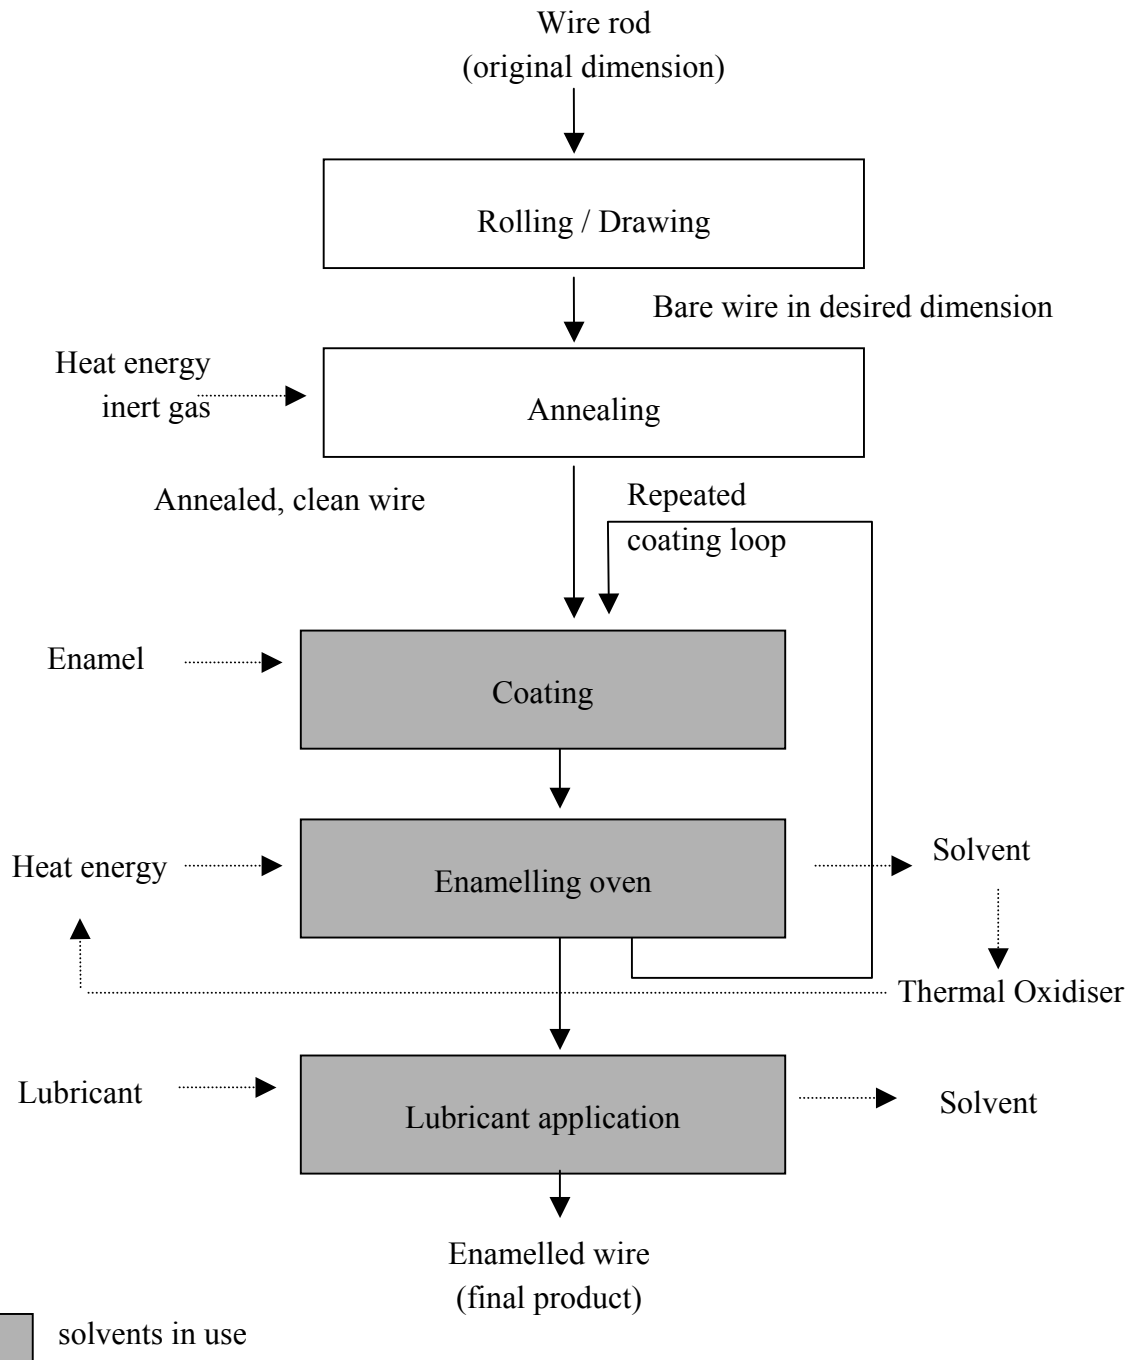 Wire rod
(original dimension)
Rolling / Drawing
Bare wire in desired dimension
Heat energy
inert gas
Annealing
Annealed, clean wire
Repeated
coating loop
Enamel
Coating
Heat energy
Enamelling oven
Solvent
Thermal Oxidiser
Lubricant
Lubricant application
Solvent
Enamelled wire
(final product)
solvents in use